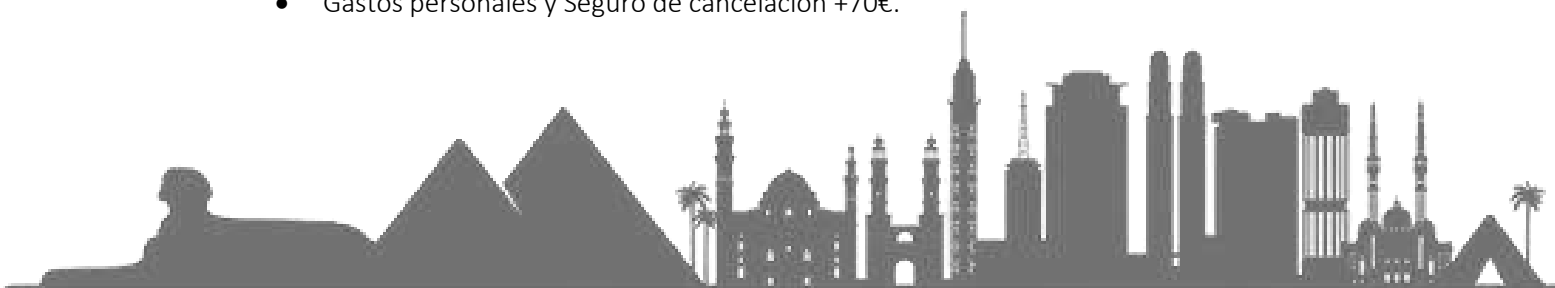 • Gastos personales y Seguro de cancelación +70€.